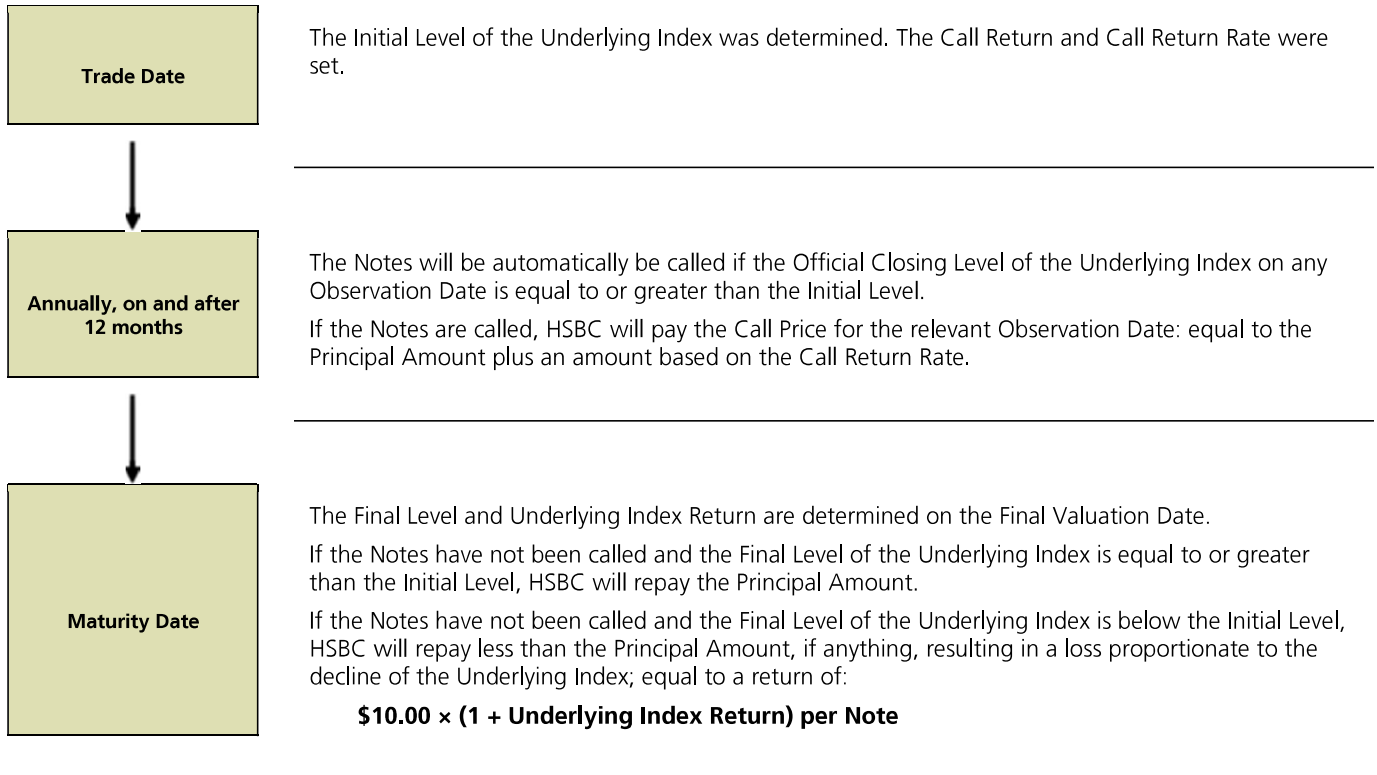 Trade Date
The Initial Level of the Underlying Index was determined. The Call Return and Call Return Rate were
set.
Annually, on and after
12 months
The Notes will be automatically be called if the Official Closing Level of the Underlying Index on any
Observation Date is equal to or greater than the Initial Level.
If the Notes are called, HSBC will pay the Call Price for the relevant Observation Date: equal to the
Principal Amount plus an amount based on the Call Return Rate.
Maturity Date
The Final Level and Underlying Index Return are determined on the Final Valuation Date.
If the Notes have not been called and the Final Level of the Underlying Index is equal to or greater
than the Initial Level, HSBC will repay the Principal Amount.
If the Notes have not been called and the Final Level of the Underlying Index is below the Initial Level,
HSBC will repay less than the Principal Amount, if anything, resulting in a loss proportionate to the
decline of the Underlying Index; equal to a return of:
$10.00 × (1 + Underlying Index Return) per Note